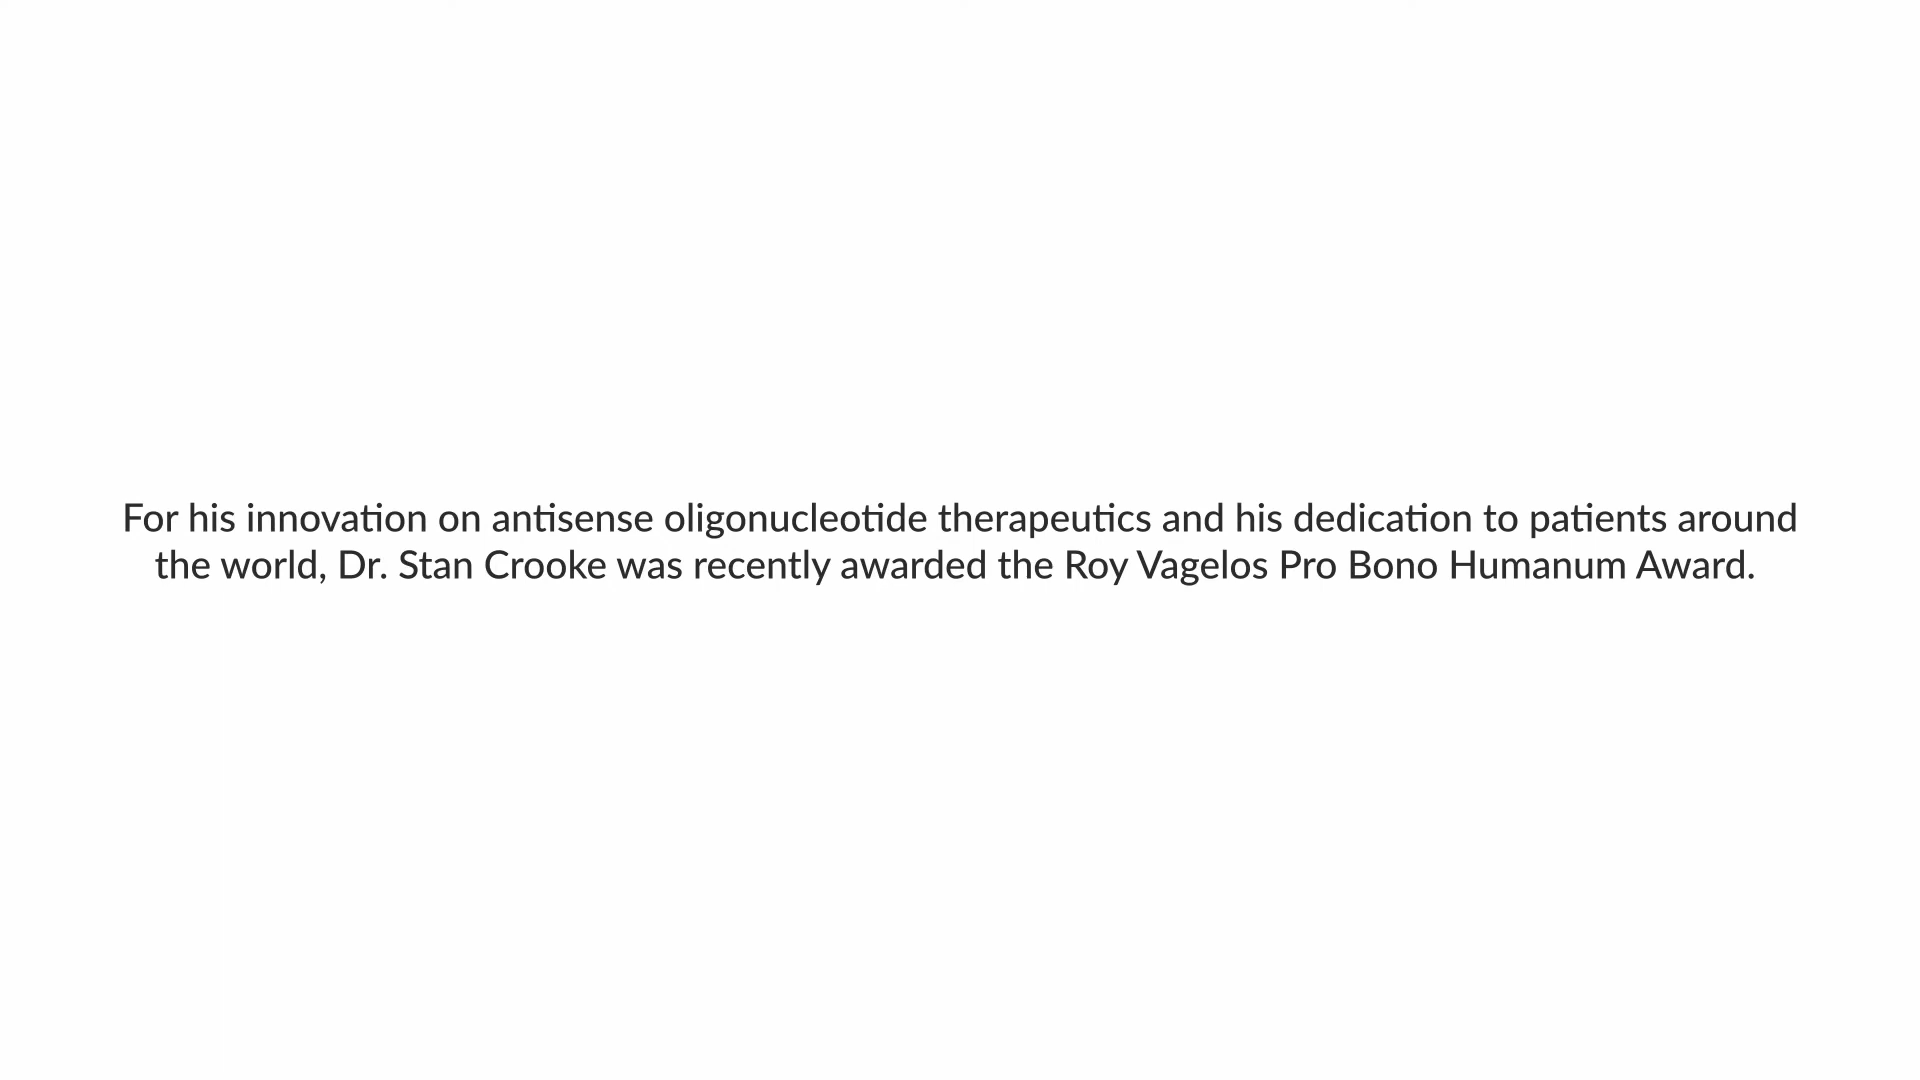 For his innovation on antisense oligonucleotide therapeutics and his dedication to patients around
the world, Dr. Stan Crooke was recently awarded the Roy Vagelos Pro Bono Humanum Award.